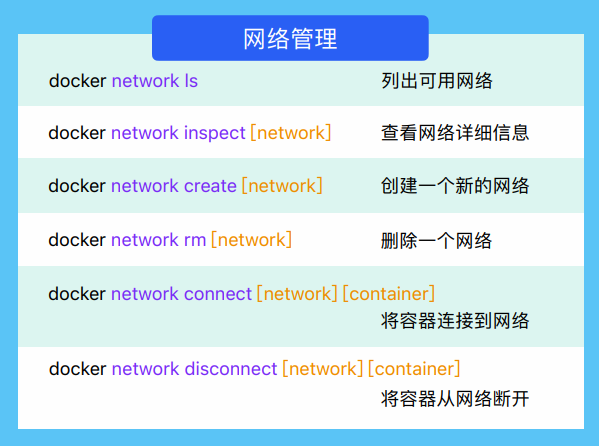 网络管理
docker network ls 列出可用网络
docker network inspect [network] 查看网络详细信息
docker network create [network] 创建一个新的网络
docker network rm [network] 删除一个网络
docker network connect [network] [container]
将容器连接到网络
docker network disconnect [network] [container]
将容器从网络断开